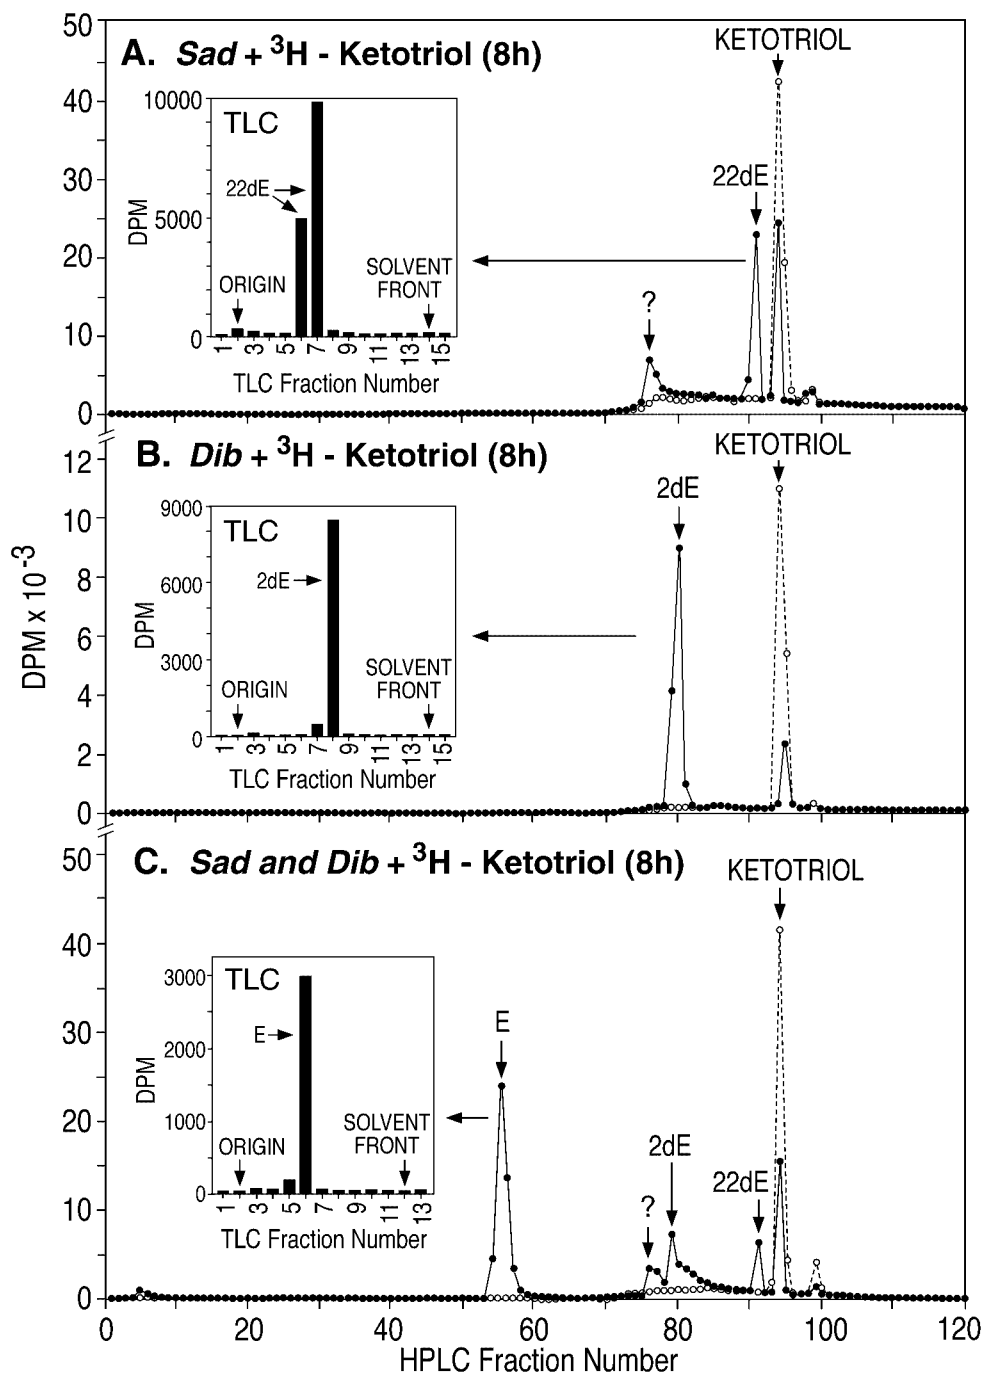 A. Sad + ³H - Ketotriol (8h)
KETOTRIOL
22dE
?
50
40
30
20
10
0
TLC
22dE
ORIGIN
SOLVENT
FRONT
DPM
10000
5000
0
1 3 5 7 9 11 13 15
TLC Fraction Number
B. Dib + ³H - Ketotriol (8h)
KETOTRIOL
2dE
12
10
8
6
4
2
0
DPM x 10⁻³
TLC
2dE
ORIGIN
SOLVENT
FRONT
DPM
9000
6000
3000
0
1 3 5 7 9 11 13 15
TLC Fraction Number
C. Sad and Dib + ³H - Ketotriol (8h)
KETOTRIOL
E
2dE
?
22dE
50
40
30
20
10
0
TLC
E
ORIGIN
SOLVENT
FRONT
DPM
3000
2000
1000
0
1 3 5 7 9 11 13
TLC Fraction Number
0 20 40 60 80 100 120
HPLC Fraction Number